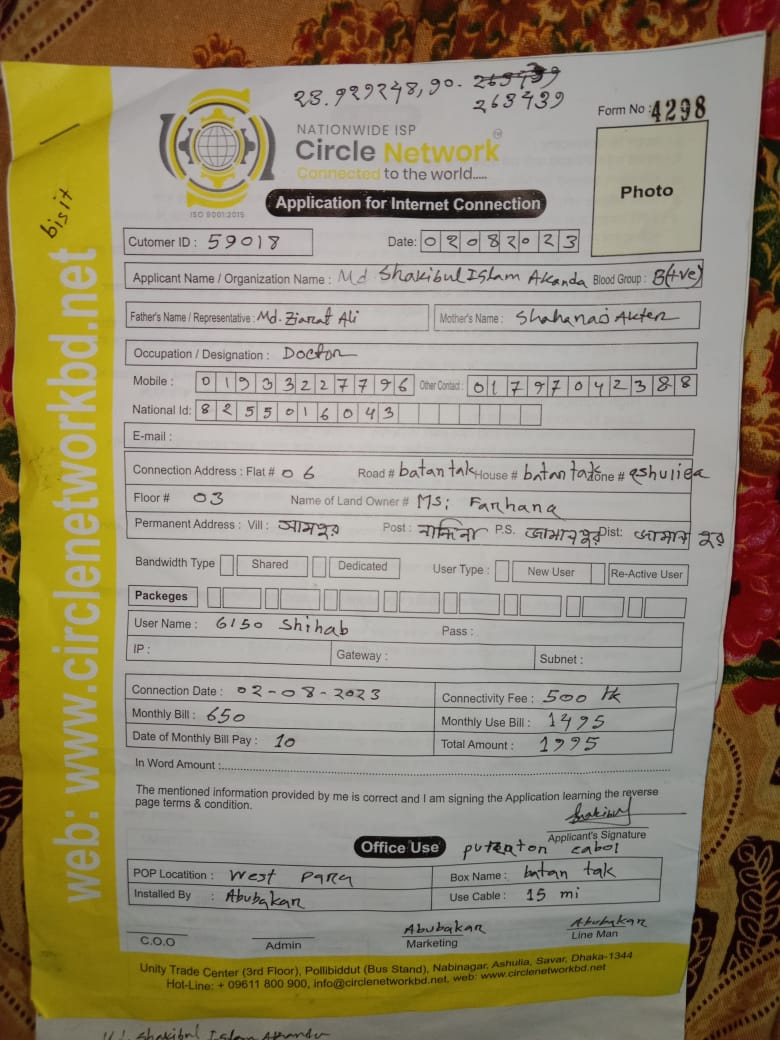 23.929248,90.
263439
NATIONWIDE ISP
Circle Network
Connected to the world.....
ISO 9001:2015
Form No : 4298
Photo
bisit
web: www.circlenetworkbd.net
Application for Internet Connection
Cutomer ID : 59018 Date: 02082023
Applicant Name / Organization Name : Md Shakibul Islam Akanda Blood Group : B(+ve)
Father's Name / Representative : Md. Ziarat Ali Mother's Name : Shahanaj Akter
Occupation / Designation : Doctor
Mobile : 01933227796 Other Contact : 01797042388
National Id: 8255016043
E-mail :
Connection Address : Flat # 06 Road # batan tak House # batan tak Zone # ashuliea
Floor # 03 Name of Land Owner # Ms: Farhana
Permanent Address : Vill : Post : নান্দিনা P.S. জামালপুর Dist: জামালপুর
Bandwidth Type Shared Dedicated User Type : New User Re-Active User
Packeges
User Name : 6150 Shihab Pass :
IP : Gateway : Subnet :
Connection Date : 02-08-2023 Connectivity Fee : 500 tk
Monthly Bill : 650 Monthly Use Bill : 1495
Date of Monthly Bill Pay : 10 Total Amount : 1995
In Word Amount :
The mentioned information provided by me is correct and I am signing the Application learning the reverse
page terms & condition.
Shakibul
Applicant's Signature
Office Use cabol
POP Locatition : West Para Box Name : batan tak
Installed By : Abubakar Use Cable : 15 mi
Abubakar Abubakar
C.O.O Admin Marketing Line Man
Unity Trade Center (3rd Floor), Pollibiddut (Bus Stand), Nabinagar, Ashulia, Savar, Dhaka-1344
Hot-Line: + 09611 800 900, info@circlenetworkbd.net, web: www.circlenetworkbd.net
Md. Shakibul Islam Akanda